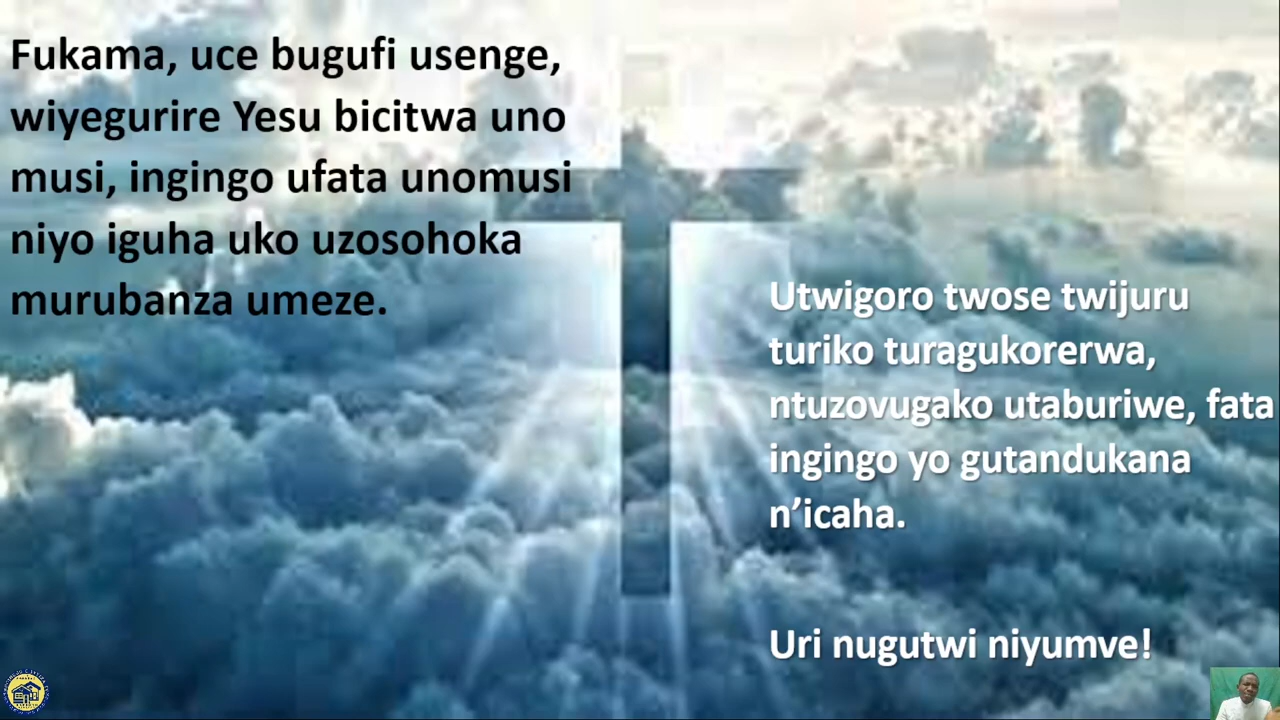 Fukama, uce bugufi usenge,
wiyegurire Yesu bicitwa uno
musi, ingingo ufata unomusi
niyo iguha uko uzosohoka
murubanza umeze.
Utwigoro twose twijuru
turiko turagukorerwa,
ntuzovugako utaburiwe, fata
ingingo yo gutandukana
n’icaha.
Uri nugutwi niyumve!